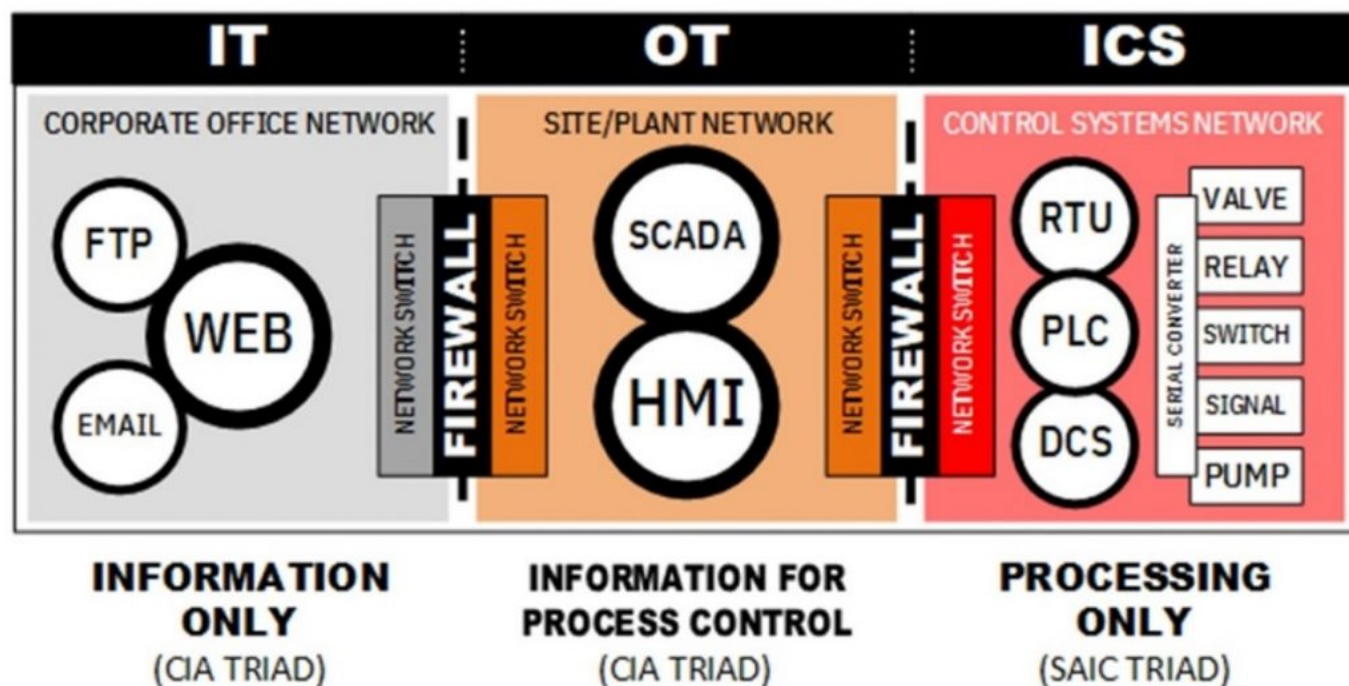 IT
OT
ICS
CORPORATE OFFICE NETWORK
FTP
WEB
EMAIL
NETWORK SWITCH
FIREWALL
NETWORK SWITCH
SITE/PLANT NETWORK
SCADA
HMI
NETWORK SWITCH
FIREWALL
NETWORK SWITCH
CONTROL SYSTEMS NETWORK
RTU
PLC
DCS
SERIAL CONVERTER
VALVE
RELAY
SWITCH
SIGNAL
PUMP
INFORMATION
ONLY
(CIA TRIAD)
INFORMATION FOR
PROCESS CONTROL
(CIA TRIAD)
PROCESSING
ONLY
(SAIC TRIAD)